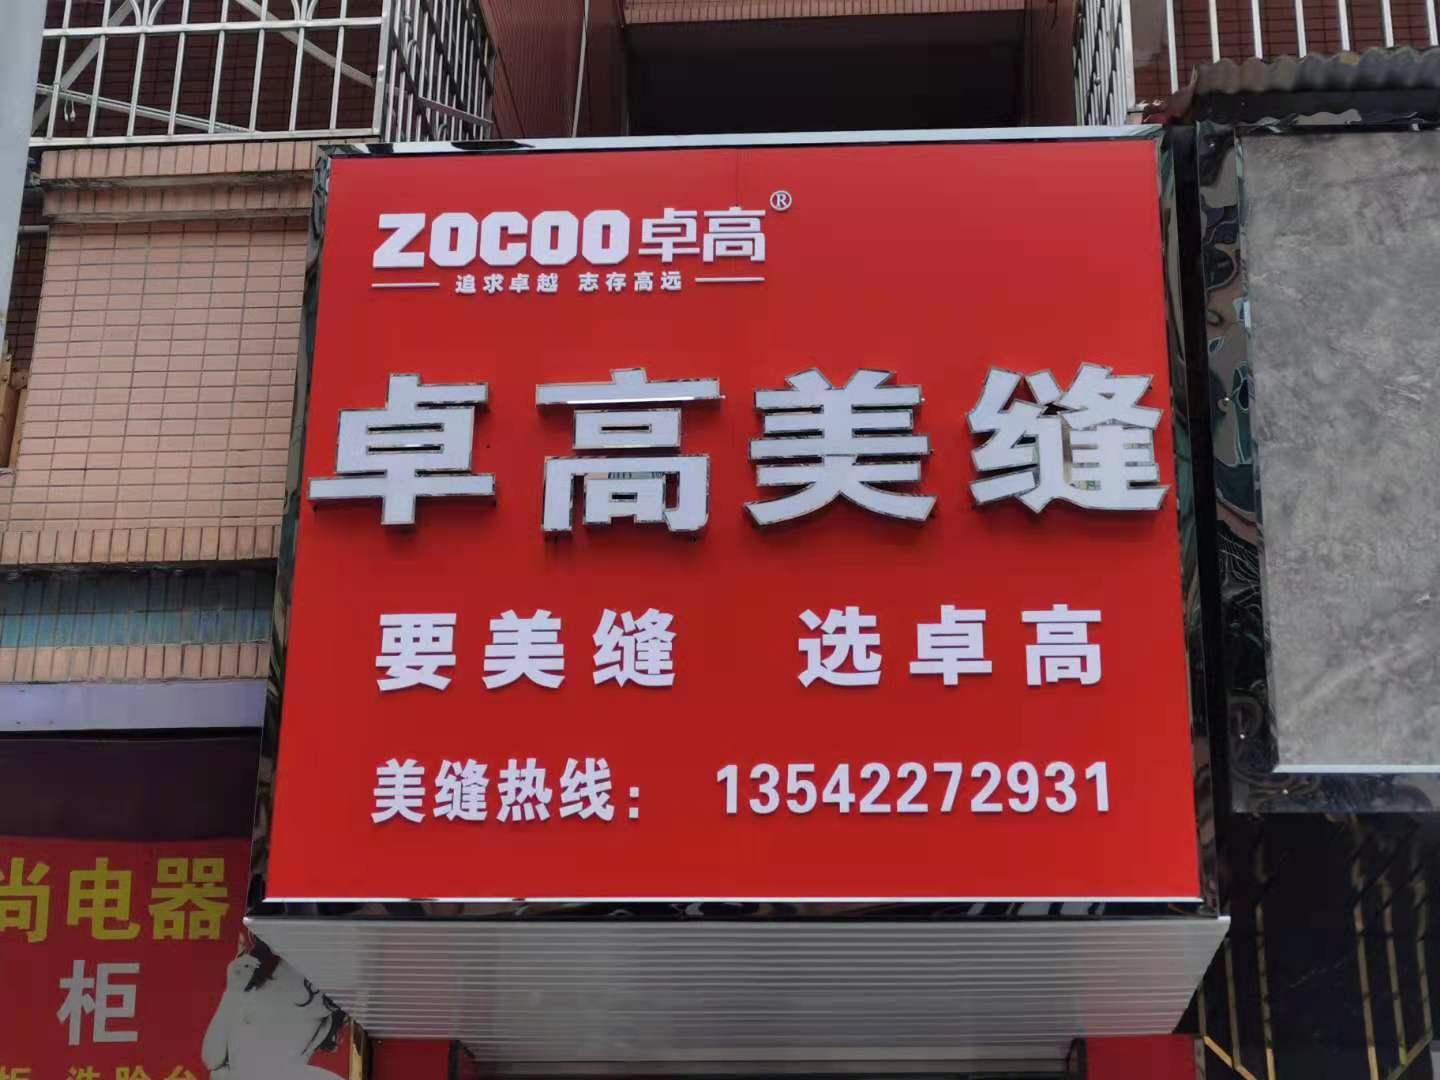 ZOCOO卓高®
追求卓越 志存高远
卓高美缝
要美缝 选卓高
美缝热线：13542272931
尚电器
柜